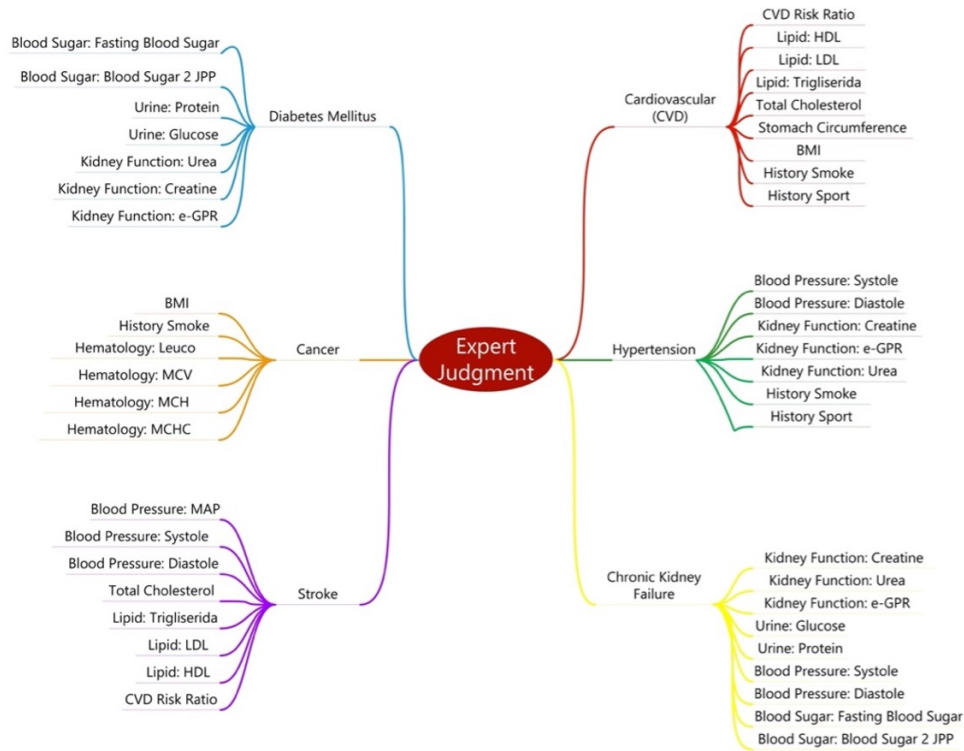 Expert
Judgment
Diabetes Mellitus
Blood Sugar: Fasting Blood Sugar
Blood Sugar: Blood Sugar 2 JPP
Urine: Protein
Urine: Glucose
Kidney Function: Urea
Kidney Function: Creatine
Kidney Function: e-GPR
Cancer
BMI
History Smoke
Hematology: Leuco
Hematology: MCV
Hematology: MCH
Hematology: MCHC
Stroke
Blood Pressure: MAP
Blood Pressure: Systole
Blood Pressure: Diastole
Total Cholesterol
Lipid: Trigliserida
Lipid: LDL
Lipid: HDL
CVD Risk Ratio
Cardiovascular
(CVD)
CVD Risk Ratio
Lipid: HDL
Lipid: LDL
Lipid: Trigliserida
Total Cholesterol
Stomach Circumference
BMI
History Smoke
History Sport
Hypertension
Blood Pressure: Systole
Blood Pressure: Diastole
Kidney Function: Creatine
Kidney Function: e-GPR
Kidney Function: Urea
History Smoke
History Sport
Chronic Kidney
Failure
Kidney Function: Creatine
Kidney Function: Urea
Kidney Function: e-GPR
Urine: Glucose
Urine: Protein
Blood Pressure: Systole
Blood Pressure: Diastole
Blood Sugar: Fasting Blood Sugar
Blood Sugar: Blood Sugar 2 JPP